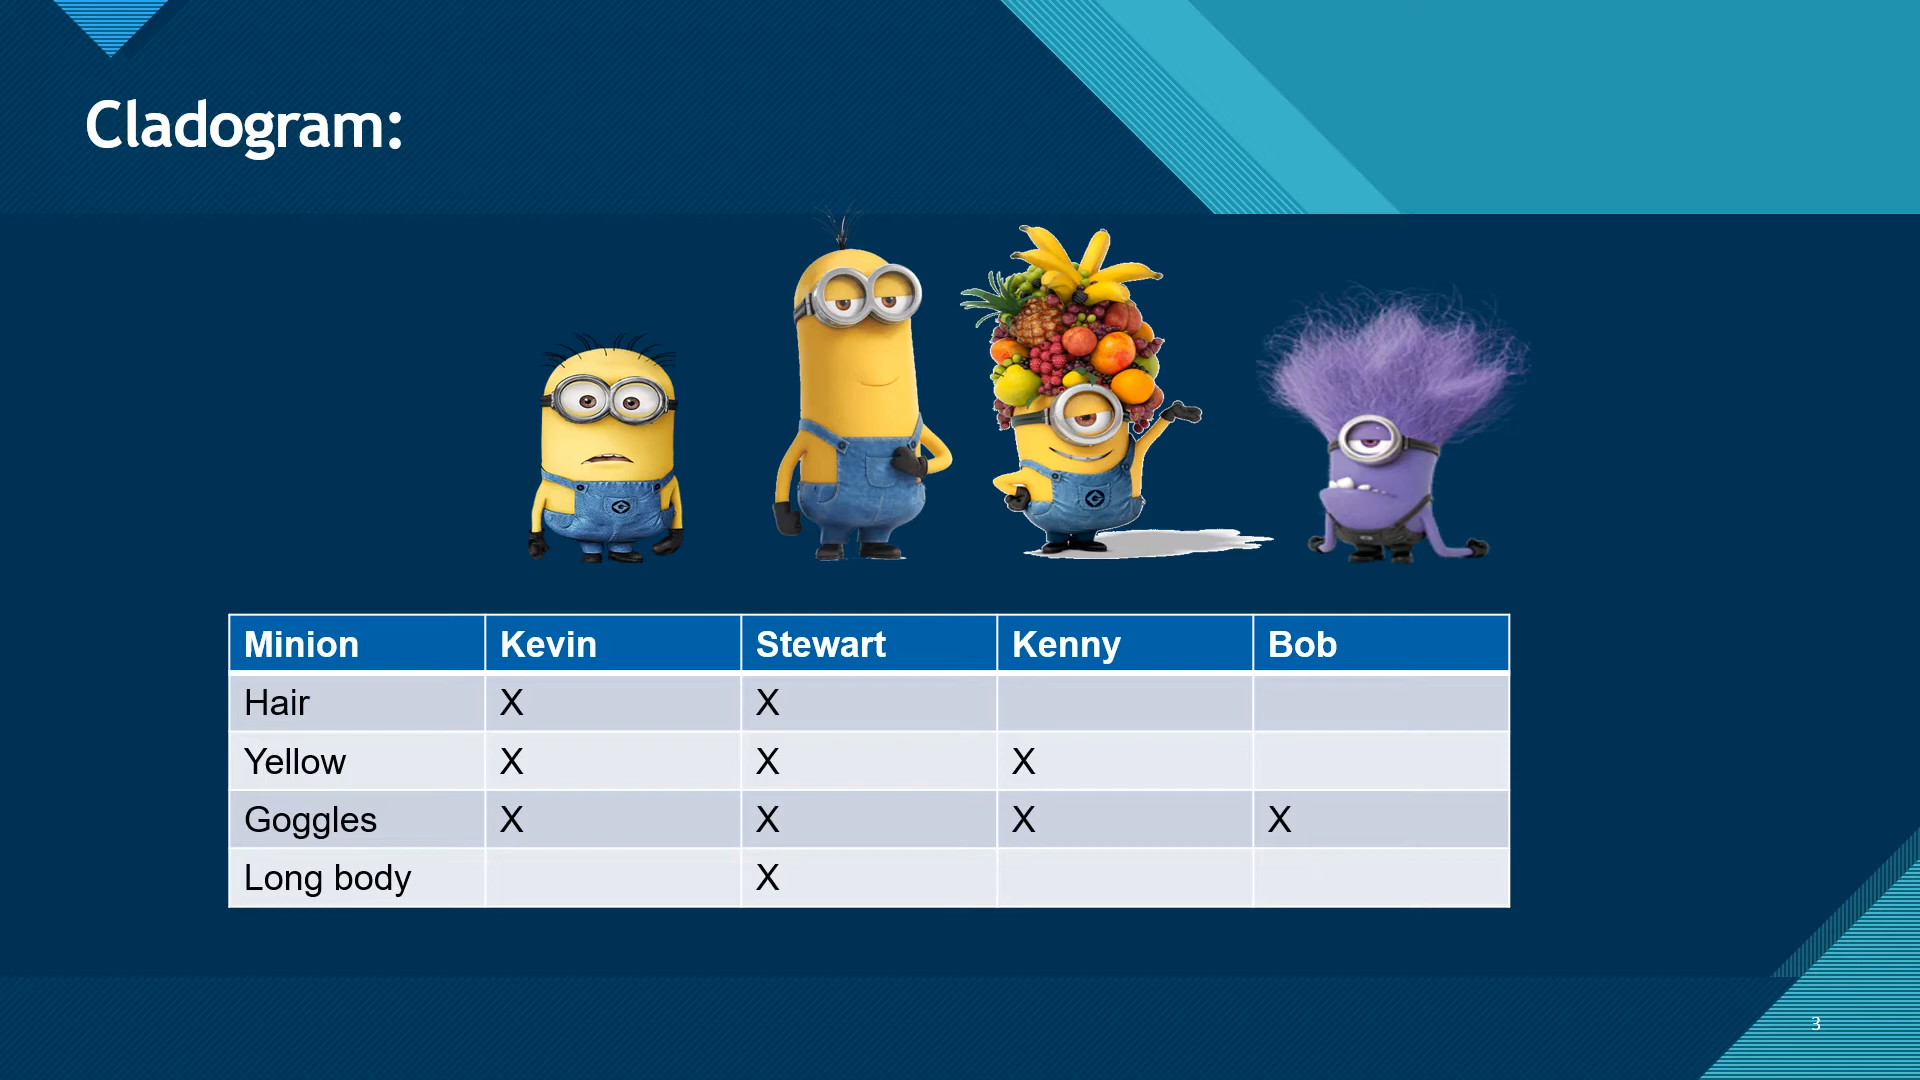 Cladogram:
Minion Kevin Stewart Kenny Bob
Hair X X
Yellow X X X
Goggles X X X X
Long body X
3